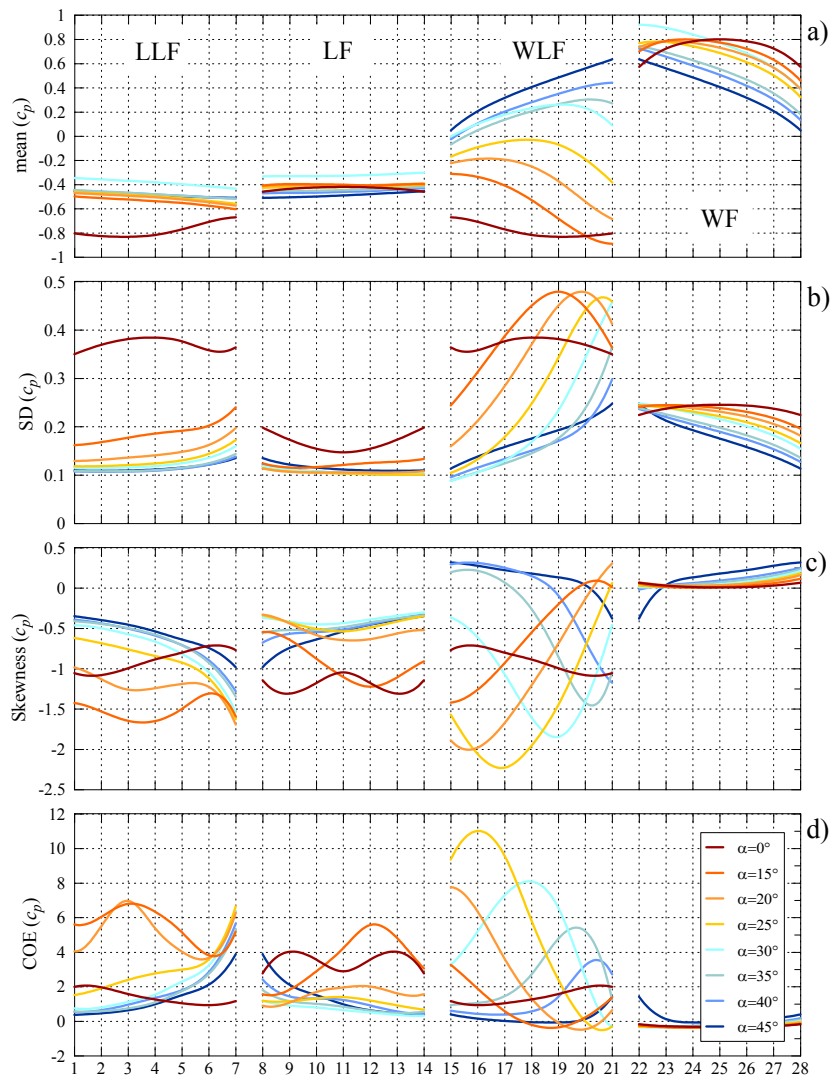 a)
LLF LF WLF
WF
mean (cp)
1
0.8
0.6
0.4
0.2
0
-0.2
-0.4
-0.6
-0.8
-1
b)
SD (cp)
0.5
0.4
0.3
0.2
0.1
0
c)
Skewness (cp)
0.5
0
-0.5
-1
-1.5
-2
-2.5
d)
COE (cp)
12
10
8
6
4
2
0
-2
α=0°
α=15°
α=20°
α=25°
α=30°
α=35°
α=40°
α=45°
1 2 3 4 5 6 7 8 9 10 11 12 13 14 15 16 17 18 19 20 21 22 23 24 25 26 27 28